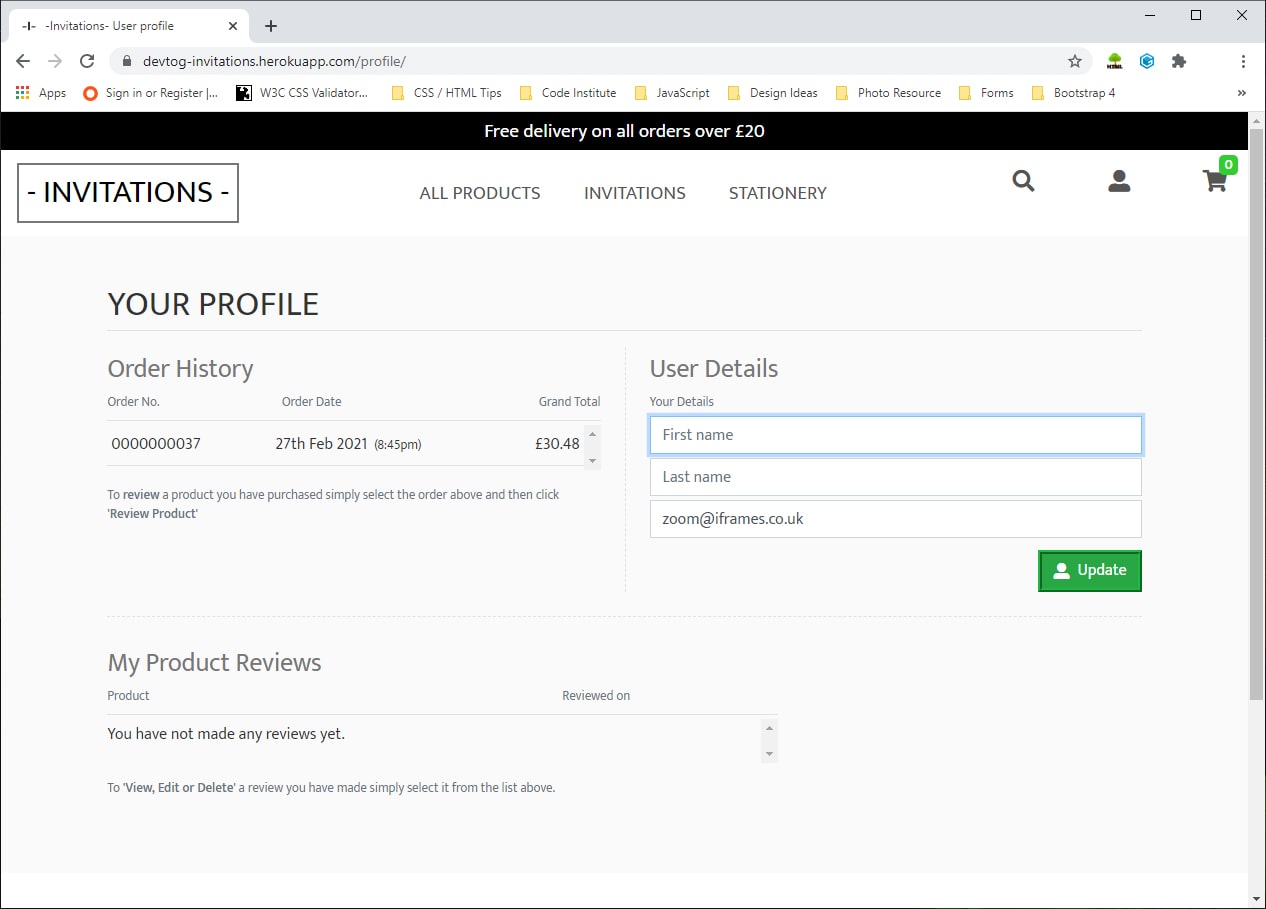 -I- -Invitations- User profile
devtog-invitations.herokuapp.com/profile/
Apps Sign in or Register |... W3C CSS Validator... CSS / HTML Tips Code Institute JavaScript Design Ideas Photo Resource Forms Bootstrap 4 »
Free delivery on all orders over £20
- INVITATIONS - ALL PRODUCTS INVITATIONS STATIONERY 0
YOUR PROFILE
Order History
Order No. Order Date Grand Total
0000000037 27th Feb 2021 (8:45pm) £30.48
To review a product you have purchased simply select the order above and then click
'Review Product'
User Details
Your Details
First name
Last name
zoom@iframes.co.uk
Update
My Product Reviews
Product Reviewed on
You have not made any reviews yet.
To 'View, Edit or Delete' a review you have made simply select it from the list above.